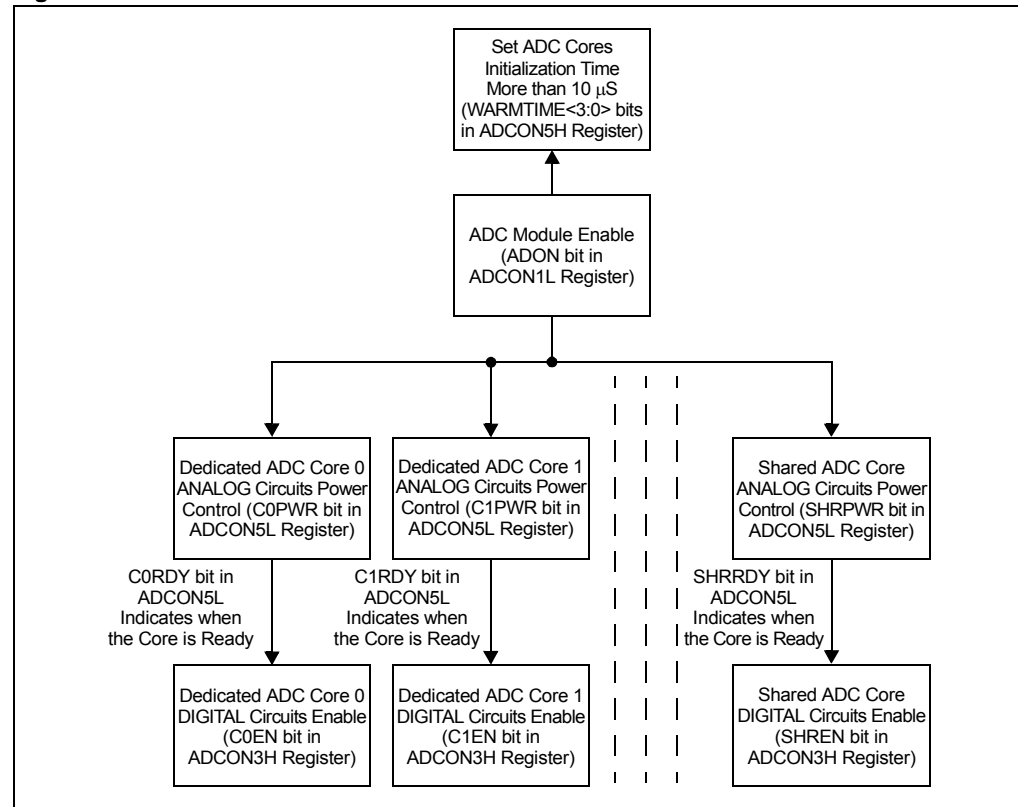 Set ADC Cores
Initialization Time
More than 10 μS
(WARMTIME<3:0> bits
in ADCON5H Register)
ADC Module Enable
(ADON bit in
ADCON1L Register)
Dedicated ADC Core 0
ANALOG Circuits Power
Control (C0PWR bit in
ADCON5L Register)
Dedicated ADC Core 1
ANALOG Circuits Power
Control (C1PWR bit in
ADCON5L Register)
Shared ADC Core
ANALOG Circuits Power
Control (SHRPWR bit in
ADCON5L Register)
C0RDY bit in
ADCON5L
Indicates when
the Core is Ready
C1RDY bit in
ADCON5L
Indicates when
the Core is Ready
SHRRDY bit in
ADCON5L
Indicates when
the Core is Ready
Dedicated ADC Core 0
DIGITAL Circuits Enable
(C0EN bit in
ADCON3H Register)
Dedicated ADC Core 1
DIGITAL Circuits Enable
(C1EN bit in
ADCON3H Register)
Shared ADC Core
DIGITAL Circuits Enable
(SHREN bit in
ADCON3H Register)